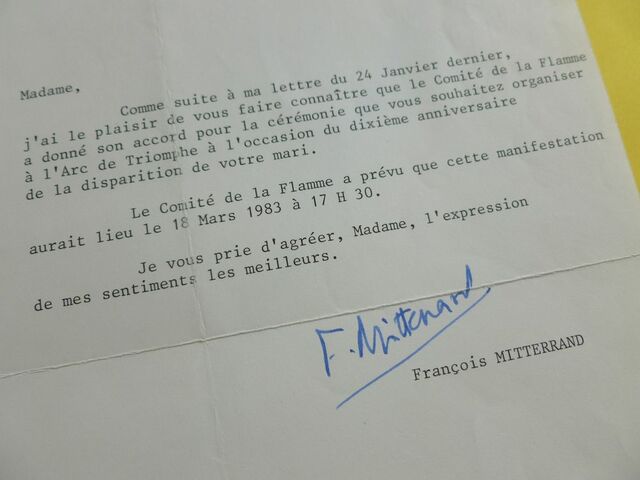 Madame,
Comme suite à ma lettre du 24 Janvier dernier,
j'ai le plaisir de vous faire connaître que le Comité de la Flamme
a donné son accord pour la cérémonie que vous souhaitez organiser
à l'Arc de Triomphe à l'occasion du dixième anniversaire
de la disparition de votre mari.
Le Comité de la Flamme a prévu que cette manifestation
aurait lieu le 18 Mars 1983 à 17 H 30.
Je vous prie d'agréer, Madame, l'expression
de mes sentiments les meilleurs.
F. Mitterrand
François MITTERRAND